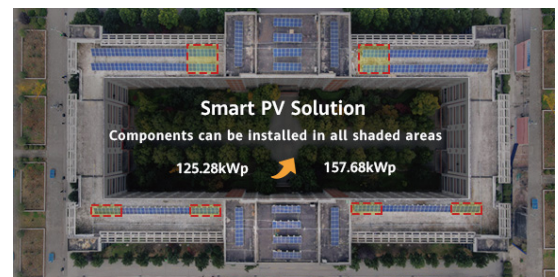 Smart PV Solution
Components can be installed in all shaded areas
125.28kWp 157.68kWp